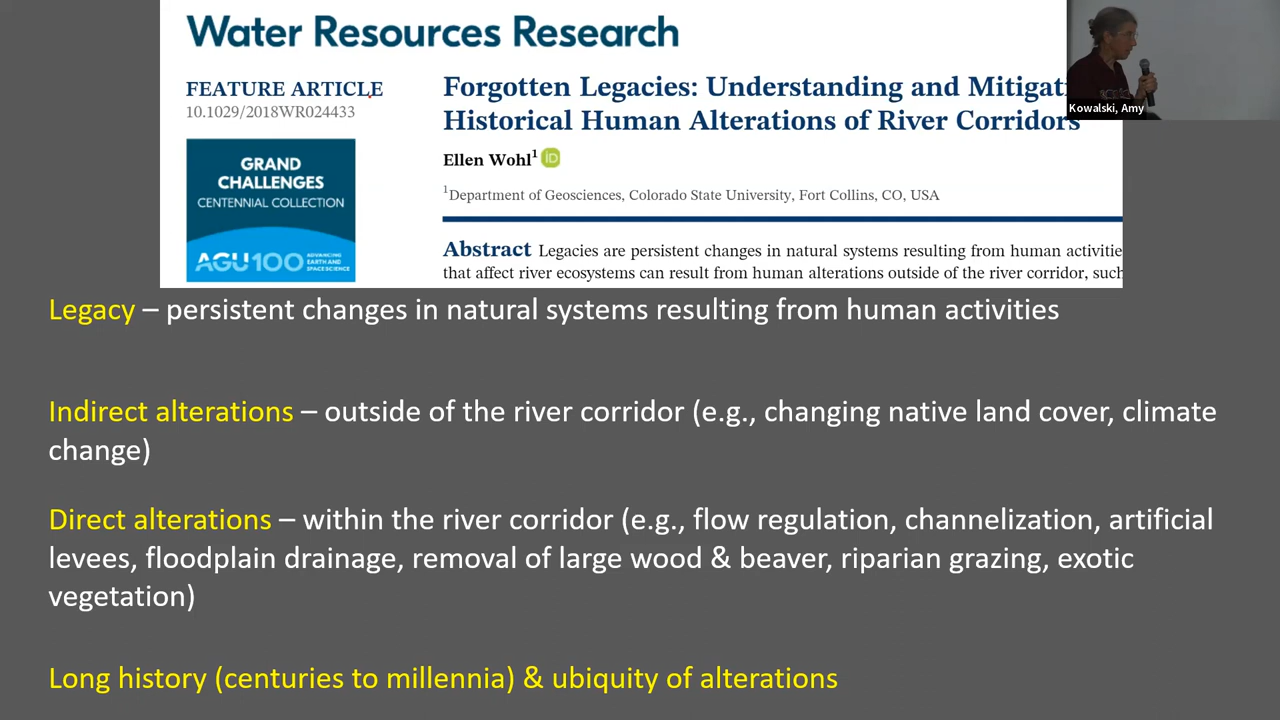 Water Resources Research
FEATURE ARTICLE
10.1029/2018WR024433
GRAND
CHALLENGES
CENTENNIAL COLLECTION
AGU100 ADVANCING
EARTH AND
SPACE SCIENCE
Forgotten Legacies: Understanding and Mitigati
Historical Human Alterations of River Corridors
Ellen Wohl1 iD
1Department of Geosciences, Colorado State University, Fort Collins, CO, USA
Abstract Legacies are persistent changes in natural systems resulting from human activitie
that affect river ecosystems can result from human alterations outside of the river corridor, such
Kowalski, Amy
Legacy – persistent changes in natural systems resulting from human activities
Indirect alterations – outside of the river corridor (e.g., changing native land cover, climate
change)
Direct alterations – within the river corridor (e.g., flow regulation, channelization, artificial
levees, floodplain drainage, removal of large wood & beaver, riparian grazing, exotic
vegetation)
Long history (centuries to millennia) & ubiquity of alterations